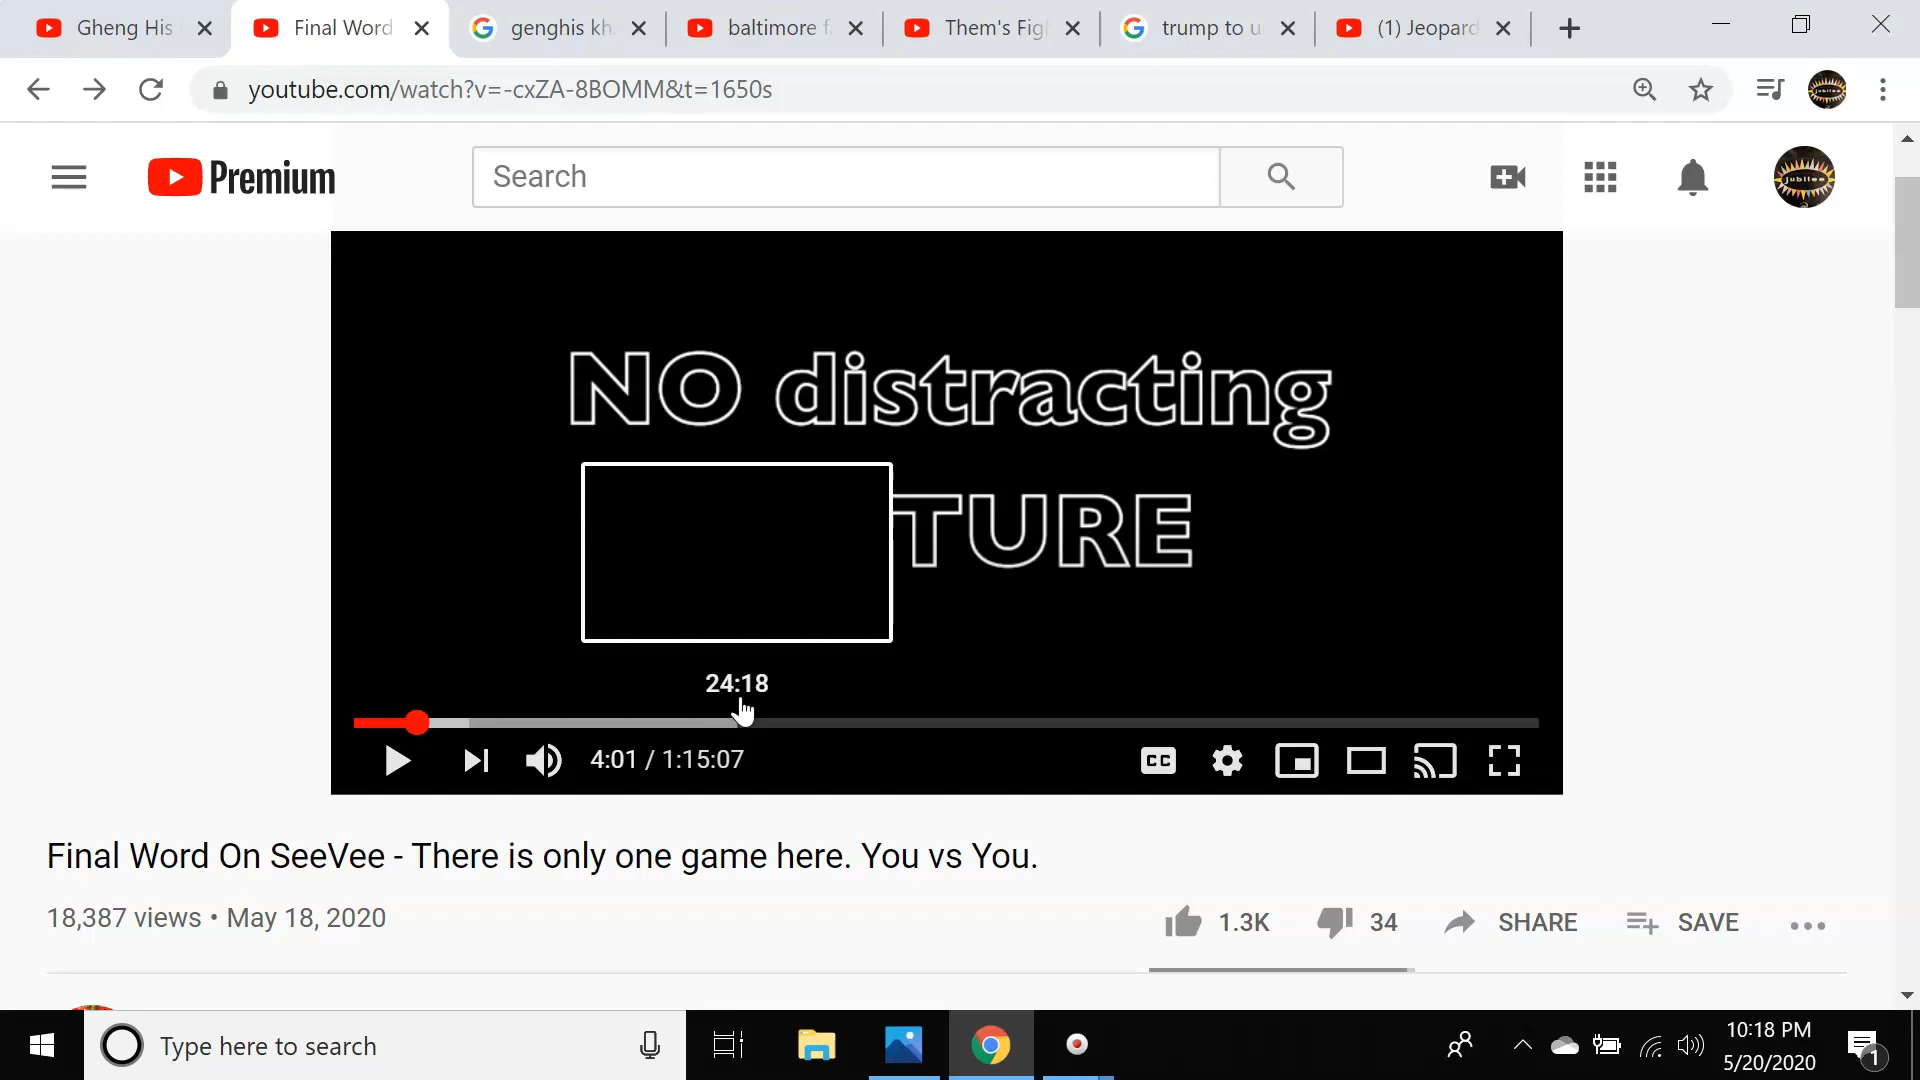 Gheng His
Final Word
genghis kh
baltimore f
Them's Fig
trump to u
(1) Jeopard
youtube.com/watch?v=-cxZA-8BOMM&t=1650s
Premium
Search
jubilee
NO distracting
TURE
24:18
4:01 / 1:15:07
CC
Final Word On SeeVee - There is only one game here. You vs You.
18,387 views • May 18, 2020
1.3K
34
SHARE
SAVE
Type here to search
10:18 PM
5/20/2020
1